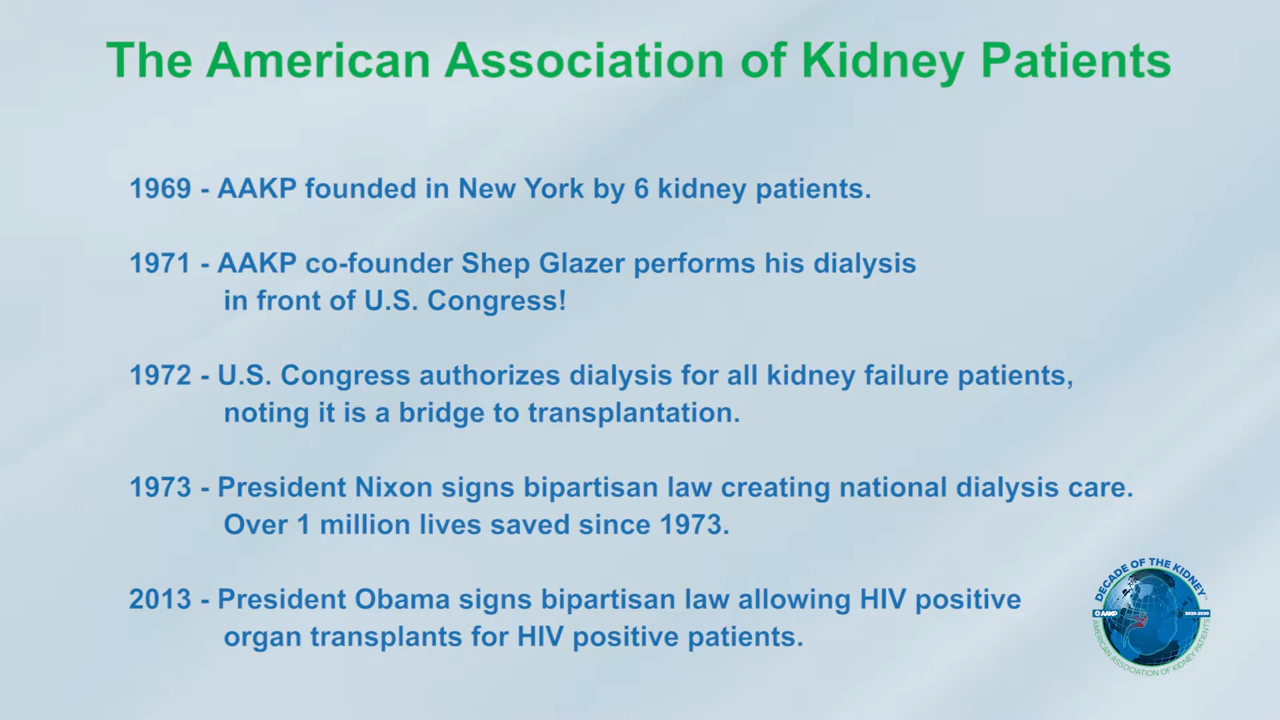 The American Association of Kidney Patients
1969 - AAKP founded in New York by 6 kidney patients.
1971 - AAKP co-founder Shep Glazer performs his dialysis
in front of U.S. Congress!
1972 - U.S. Congress authorizes dialysis for all kidney failure patients,
noting it is a bridge to transplantation.
1973 - President Nixon signs bipartisan law creating national dialysis care.
Over 1 million lives saved since 1973.
2013 - President Obama signs bipartisan law allowing HIV positive
organ transplants for HIV positive patients.
DECADE OF THE KIDNEY
AAKP
2020-2030
AMERICAN ASSOCIATION OF KIDNEY PATIENTS